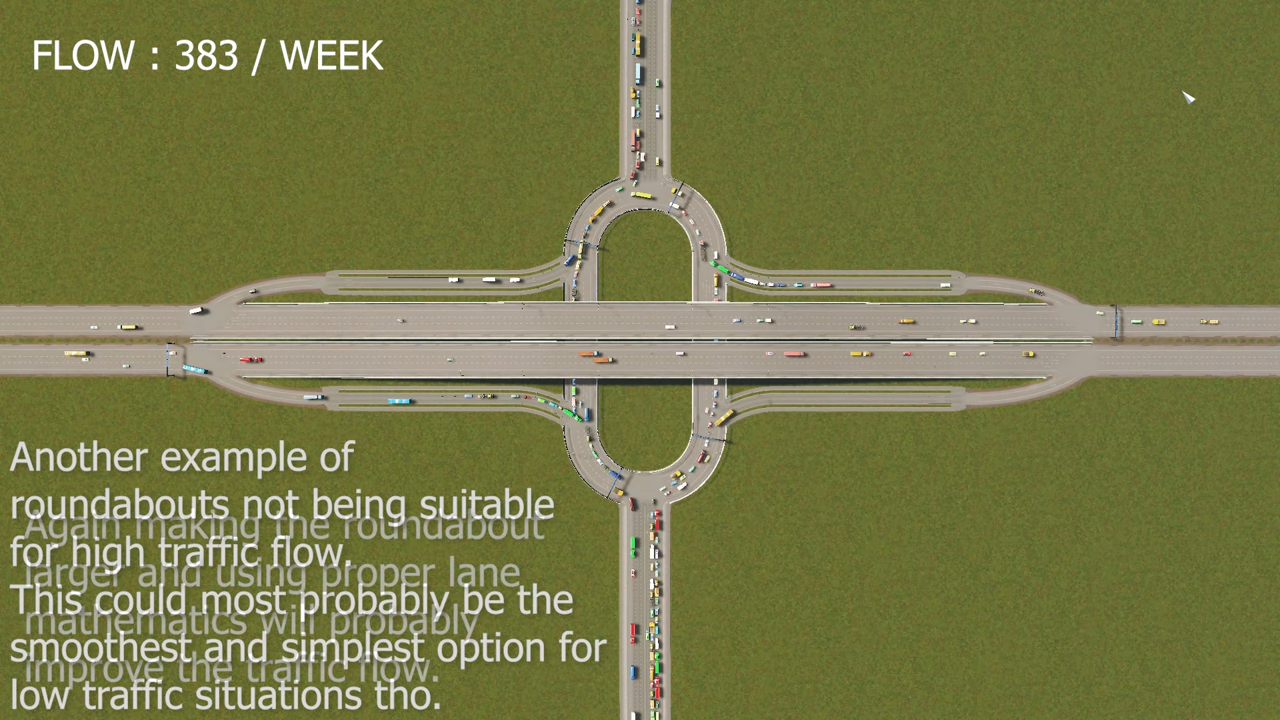 FLOW : 383 / WEEK
Another example of
roundabouts not being suitable
for high traffic flow.
This could most probably be the
smoothest and simplest option for
low traffic situations tho.
Again making the roundabout
larger and using proper lane
mathematics will probably
improve the traffic flow.